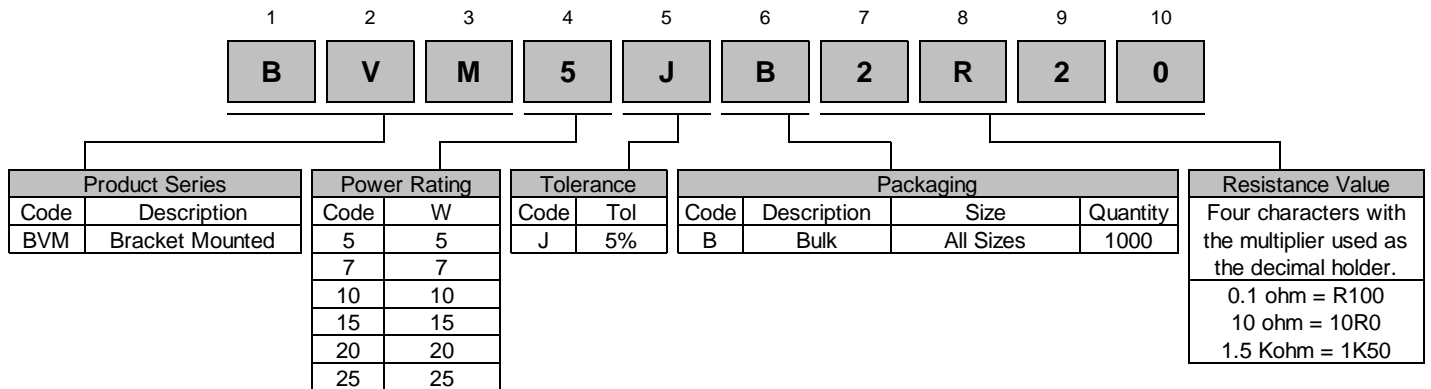 1 2 3 4 5 6 7 8 9 10
B V M 5 J B 2 R 2 0
Product Series
Code Description
BVM Bracket Mounted
Power Rating
Code W
5 5
7 7
10 10
15 15
20 20
25 25
Tolerance
Code Tol
J 5%
Packaging
Code Description Size Quantity
B Bulk All Sizes 1000
Resistance Value
Four characters with
the multiplier used as
the decimal holder.
0.1 ohm = R100
10 ohm = 10R0
1.5 Kohm = 1K50